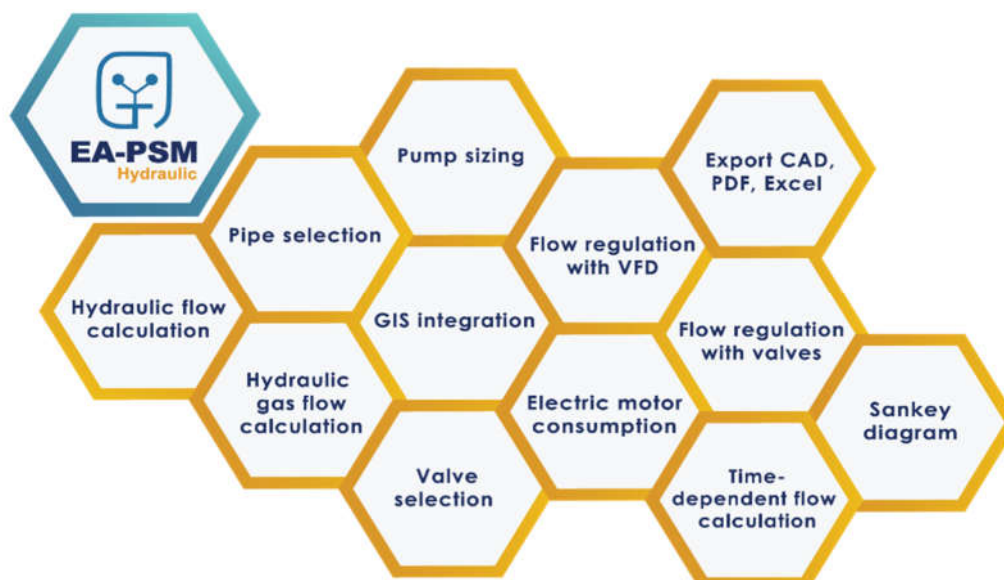 EA-PSM
Hydraulic
Pump sizing
Export CAD,
PDF, Excel
Pipe selection
Flow regulation
with VFD
Hydraulic flow
calculation
GIS integration
Flow regulation
with valves
Hydraulic
gas flow
calculation
Electric motor
consumption
Sankey
diagram
Valve
selection
Time-
dependent flow
calculation